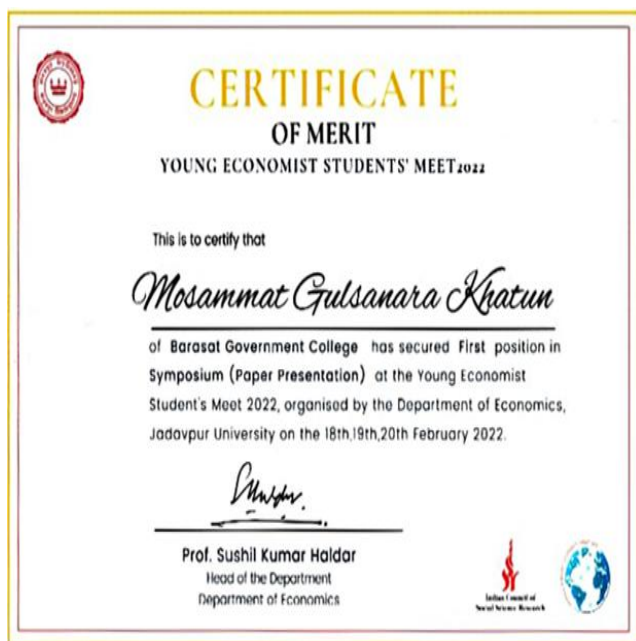 CERTIFICATE
OF MERIT
YOUNG ECONOMIST STUDENTS' MEET2022
This is to certify that
Mosammat Gulsanara Khatun
of Barasat Government College has secured First position in
Symposium (Paper Presentation) at the Young Economist
Student's Meet 2022, organised by the Department of Economics,
Jadavpur University on the 18th,19th,20th February 2022.
Prof. Sushil Kumar Haldar
Head of the Department
Department of Economics
Indian Council of
Social Science Research